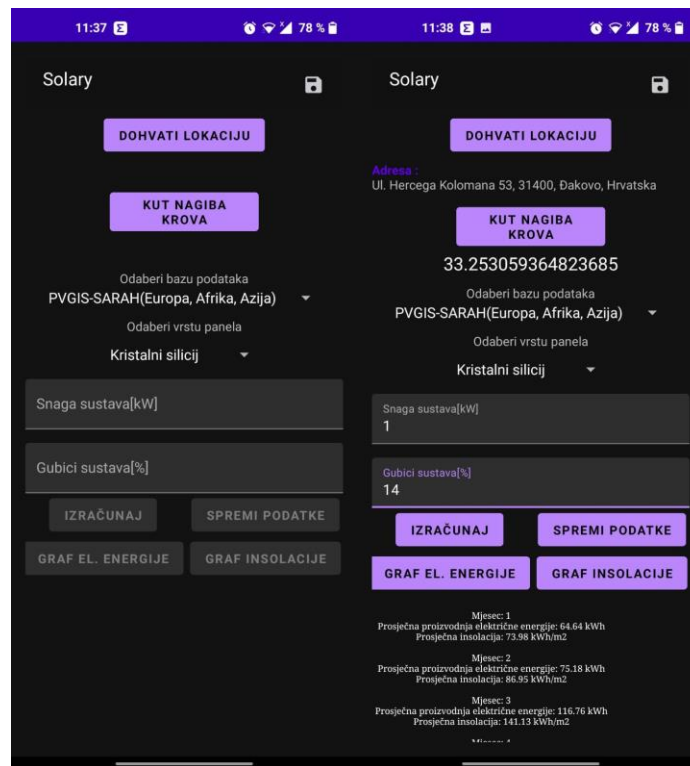 11:37 Σ
78 %
Solary
DOHVATI LOKACIJU
KUT NAGIBA
KROVA
Odaberi bazu podataka
PVGIS-SARAH(Europa, Afrika, Azija)
Odaberi vrstu panela
Kristalni silicij
Snaga sustava[kW]
Gubici sustava[%]
IZRAČUNAJ
SPREMI PODATKE
GRAF EL. ENERGIJE
GRAF INSOLACIJE
11:38 Σ
78 %
Solary
DOHVATI LOKACIJU
Adresa :
Ul. Hercega Kolomana 53, 31400, Đakovo, Hrvatska
KUT NAGIBA
KROVA
33.253059364823685
Odaberi bazu podataka
PVGIS-SARAH(Europa, Afrika, Azija)
Odaberi vrstu panela
Kristalni silicij
Snaga sustava[kW]
1
Gubici sustava[%]
14
IZRAČUNAJ
SPREMI PODATKE
GRAF EL. ENERGIJE
GRAF INSOLACIJE
Mjesec: 1
Prosječna proizvodnja električne energije: 64.64 kWh
Prosječna insolacija: 73.98 kWh/m2
Mjesec: 2
Prosječna proizvodnja električne energije: 75.18 kWh
Prosječna insolacija: 86.95 kWh/m2
Mjesec: 3
Prosječna proizvodnja električne energije: 116.76 kWh
Prosječna insolacija: 141.13 kWh/m2